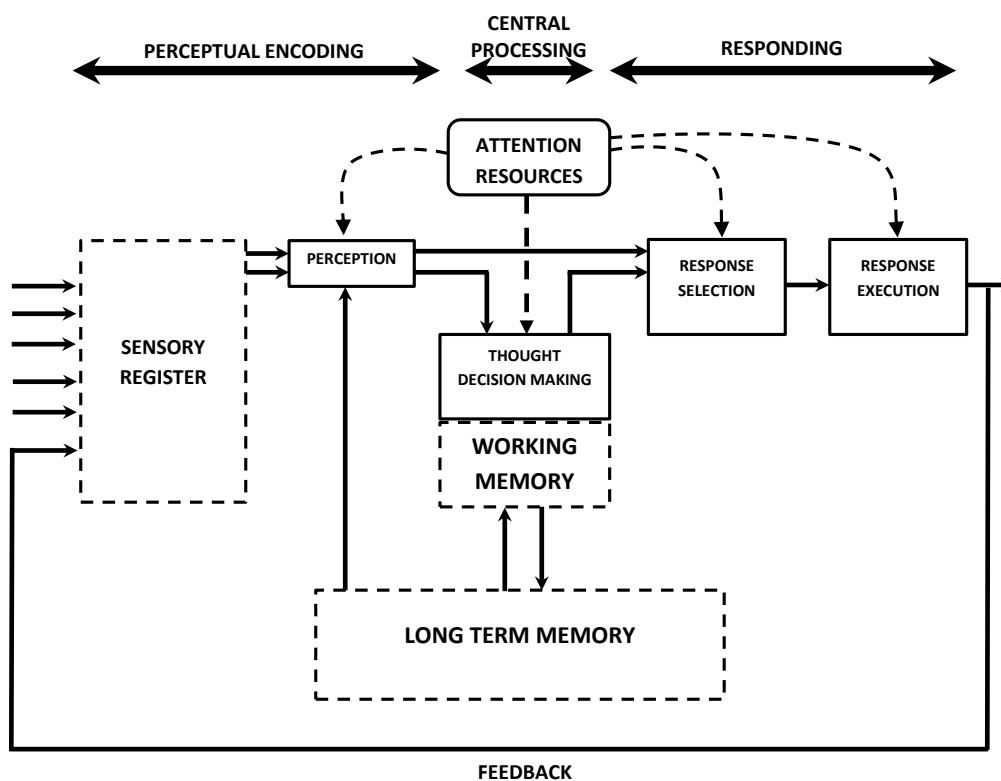 PERCEPTUAL ENCODING
CENTRAL
PROCESSING
RESPONDING
ATTENTION
RESOURCES
PERCEPTION
RESPONSE
SELECTION
RESPONSE
EXECUTION
SENSORY
REGISTER
THOUGHT
DECISION MAKING
WORKING
MEMORY
LONG TERM MEMORY
FEEDBACK